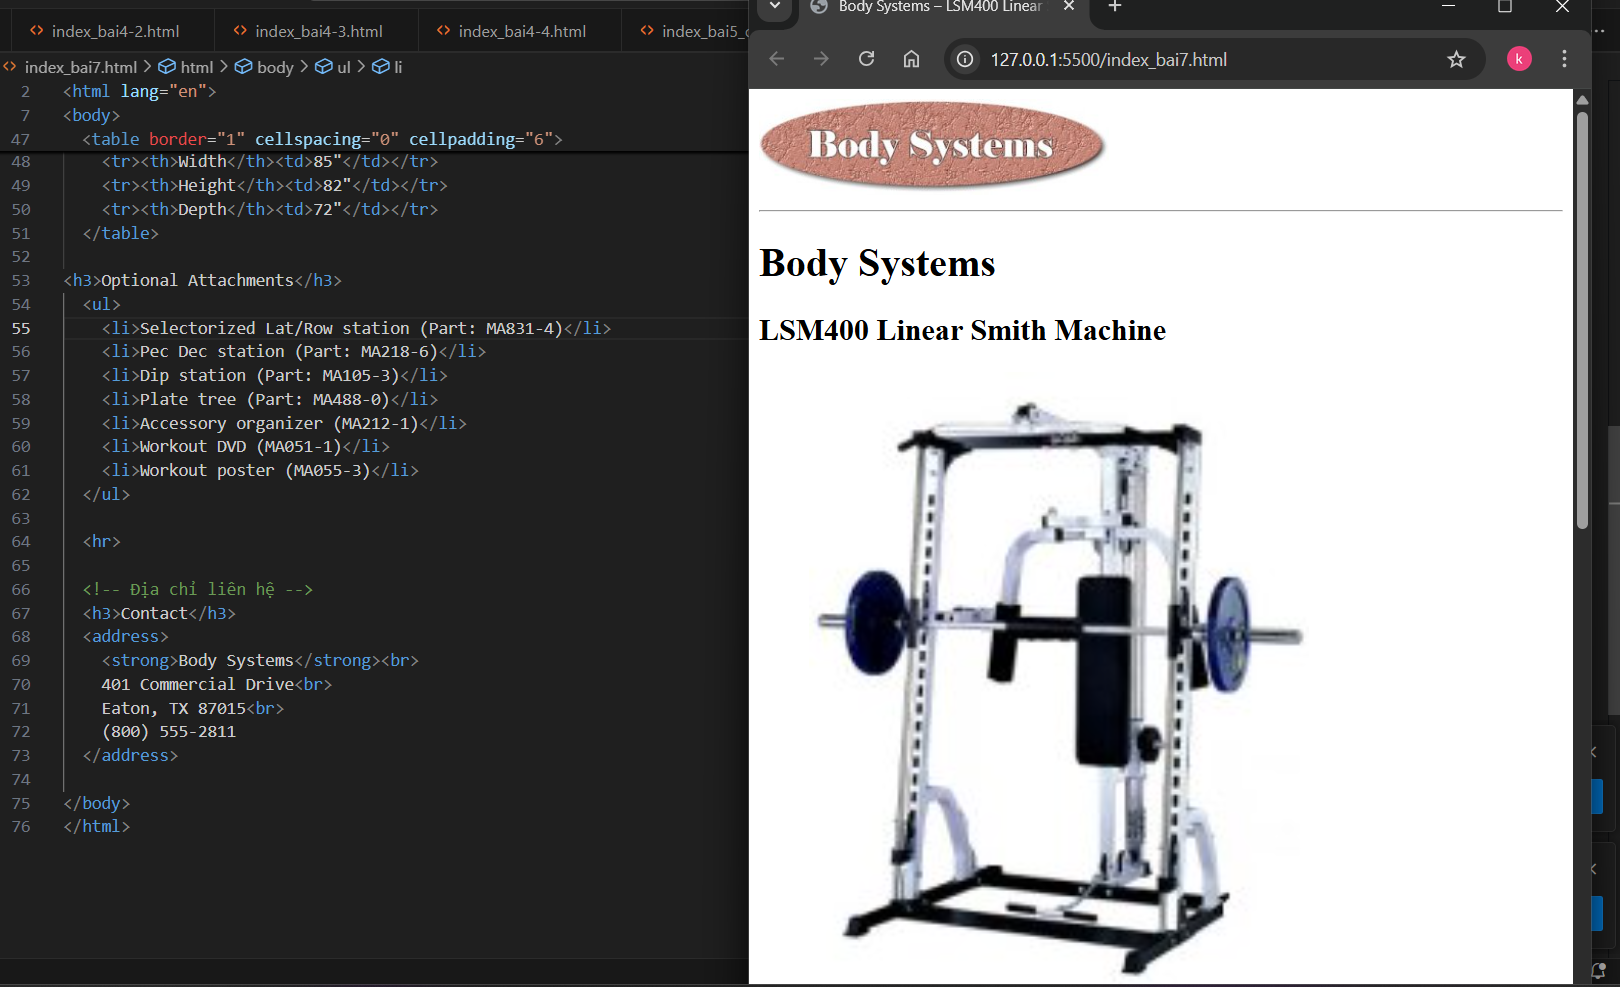 index_bai4-2.html
index_bai4-3.html
index_bai4-4.html
index_bai5_
index_bai7.html > html > body > ul > li
2 <html lang="en">
7 <body>
47 <table border="1" cellspacing="0" cellpadding="6">
48 <tr><th>Width</th><td>85"</td></tr>
49 <tr><th>Height</th><td>82"</td></tr>
50 <tr><th>Depth</th><td>72"</td></tr>
51 </table>
52
53 <h3>Optional Attachments</h3>
54 <ul>
55 <li>Selectorized Lat/Row station (Part: MA831-4)</li>
56 <li>Pec Dec station (Part: MA218-6)</li>
57 <li>Dip station (Part: MA105-3)</li>
58 <li>Plate tree (Part: MA488-0)</li>
59 <li>Accessory organizer (MA212-1)</li>
60 <li>Workout DVD (MA051-1)</li>
61 <li>Workout poster (MA055-3)</li>
62 </ul>
63
64 <hr>
65
66 <!-- Địa chỉ liên hệ -->
67 <h3>Contact</h3>
68 <address>
69 <strong>Body Systems</strong><br>
70 401 Commercial Drive<br>
71 Eaton, TX 87015<br>
72 (800) 555-2811
73 </address>
74
75 </body>
76 </html>
Body Systems – LSM400 Linear
127.0.0.1:5500/index_bai7.html
k
Body Systems
Body Systems
LSM400 Linear Smith Machine